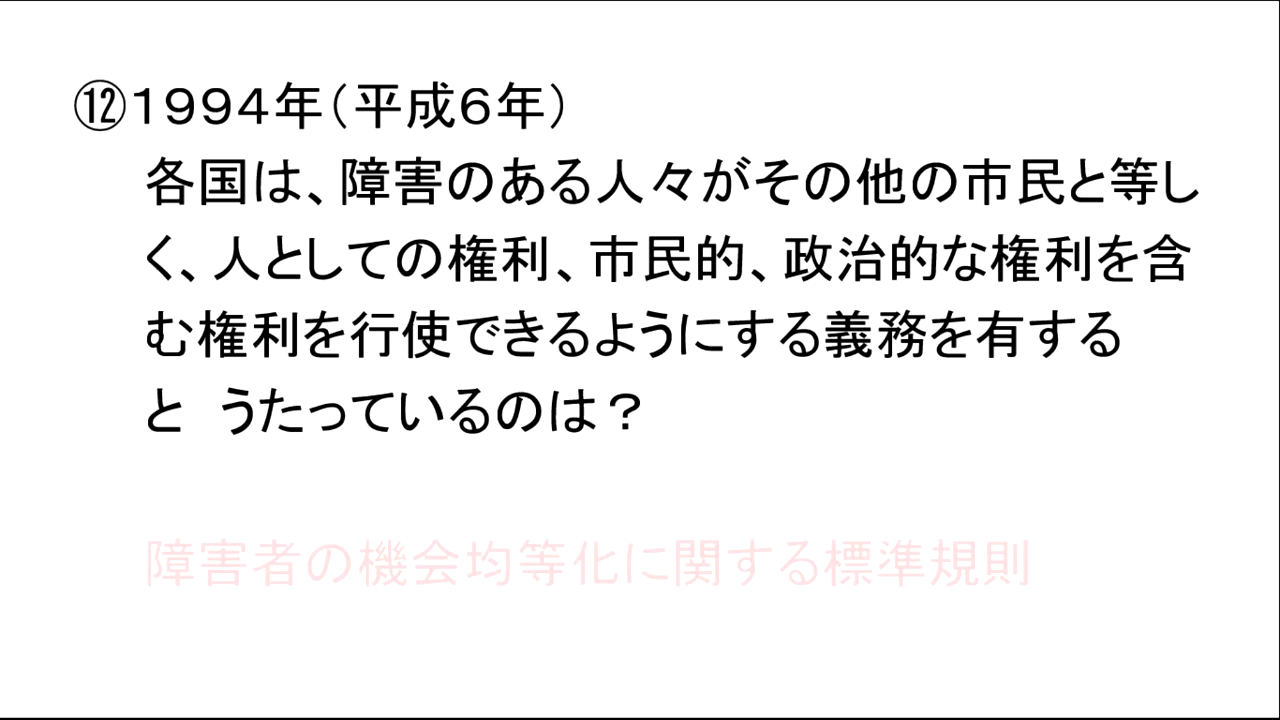 ⑫１９９４年（平成６年）
各国は、障害のある人々がその他の市民と等し
く、人としての権利、市民的、政治的な権利を含
む権利を行使できるようにする義務を有する
と　うたっているのは？
障害者の機会均等化に関する標準規則